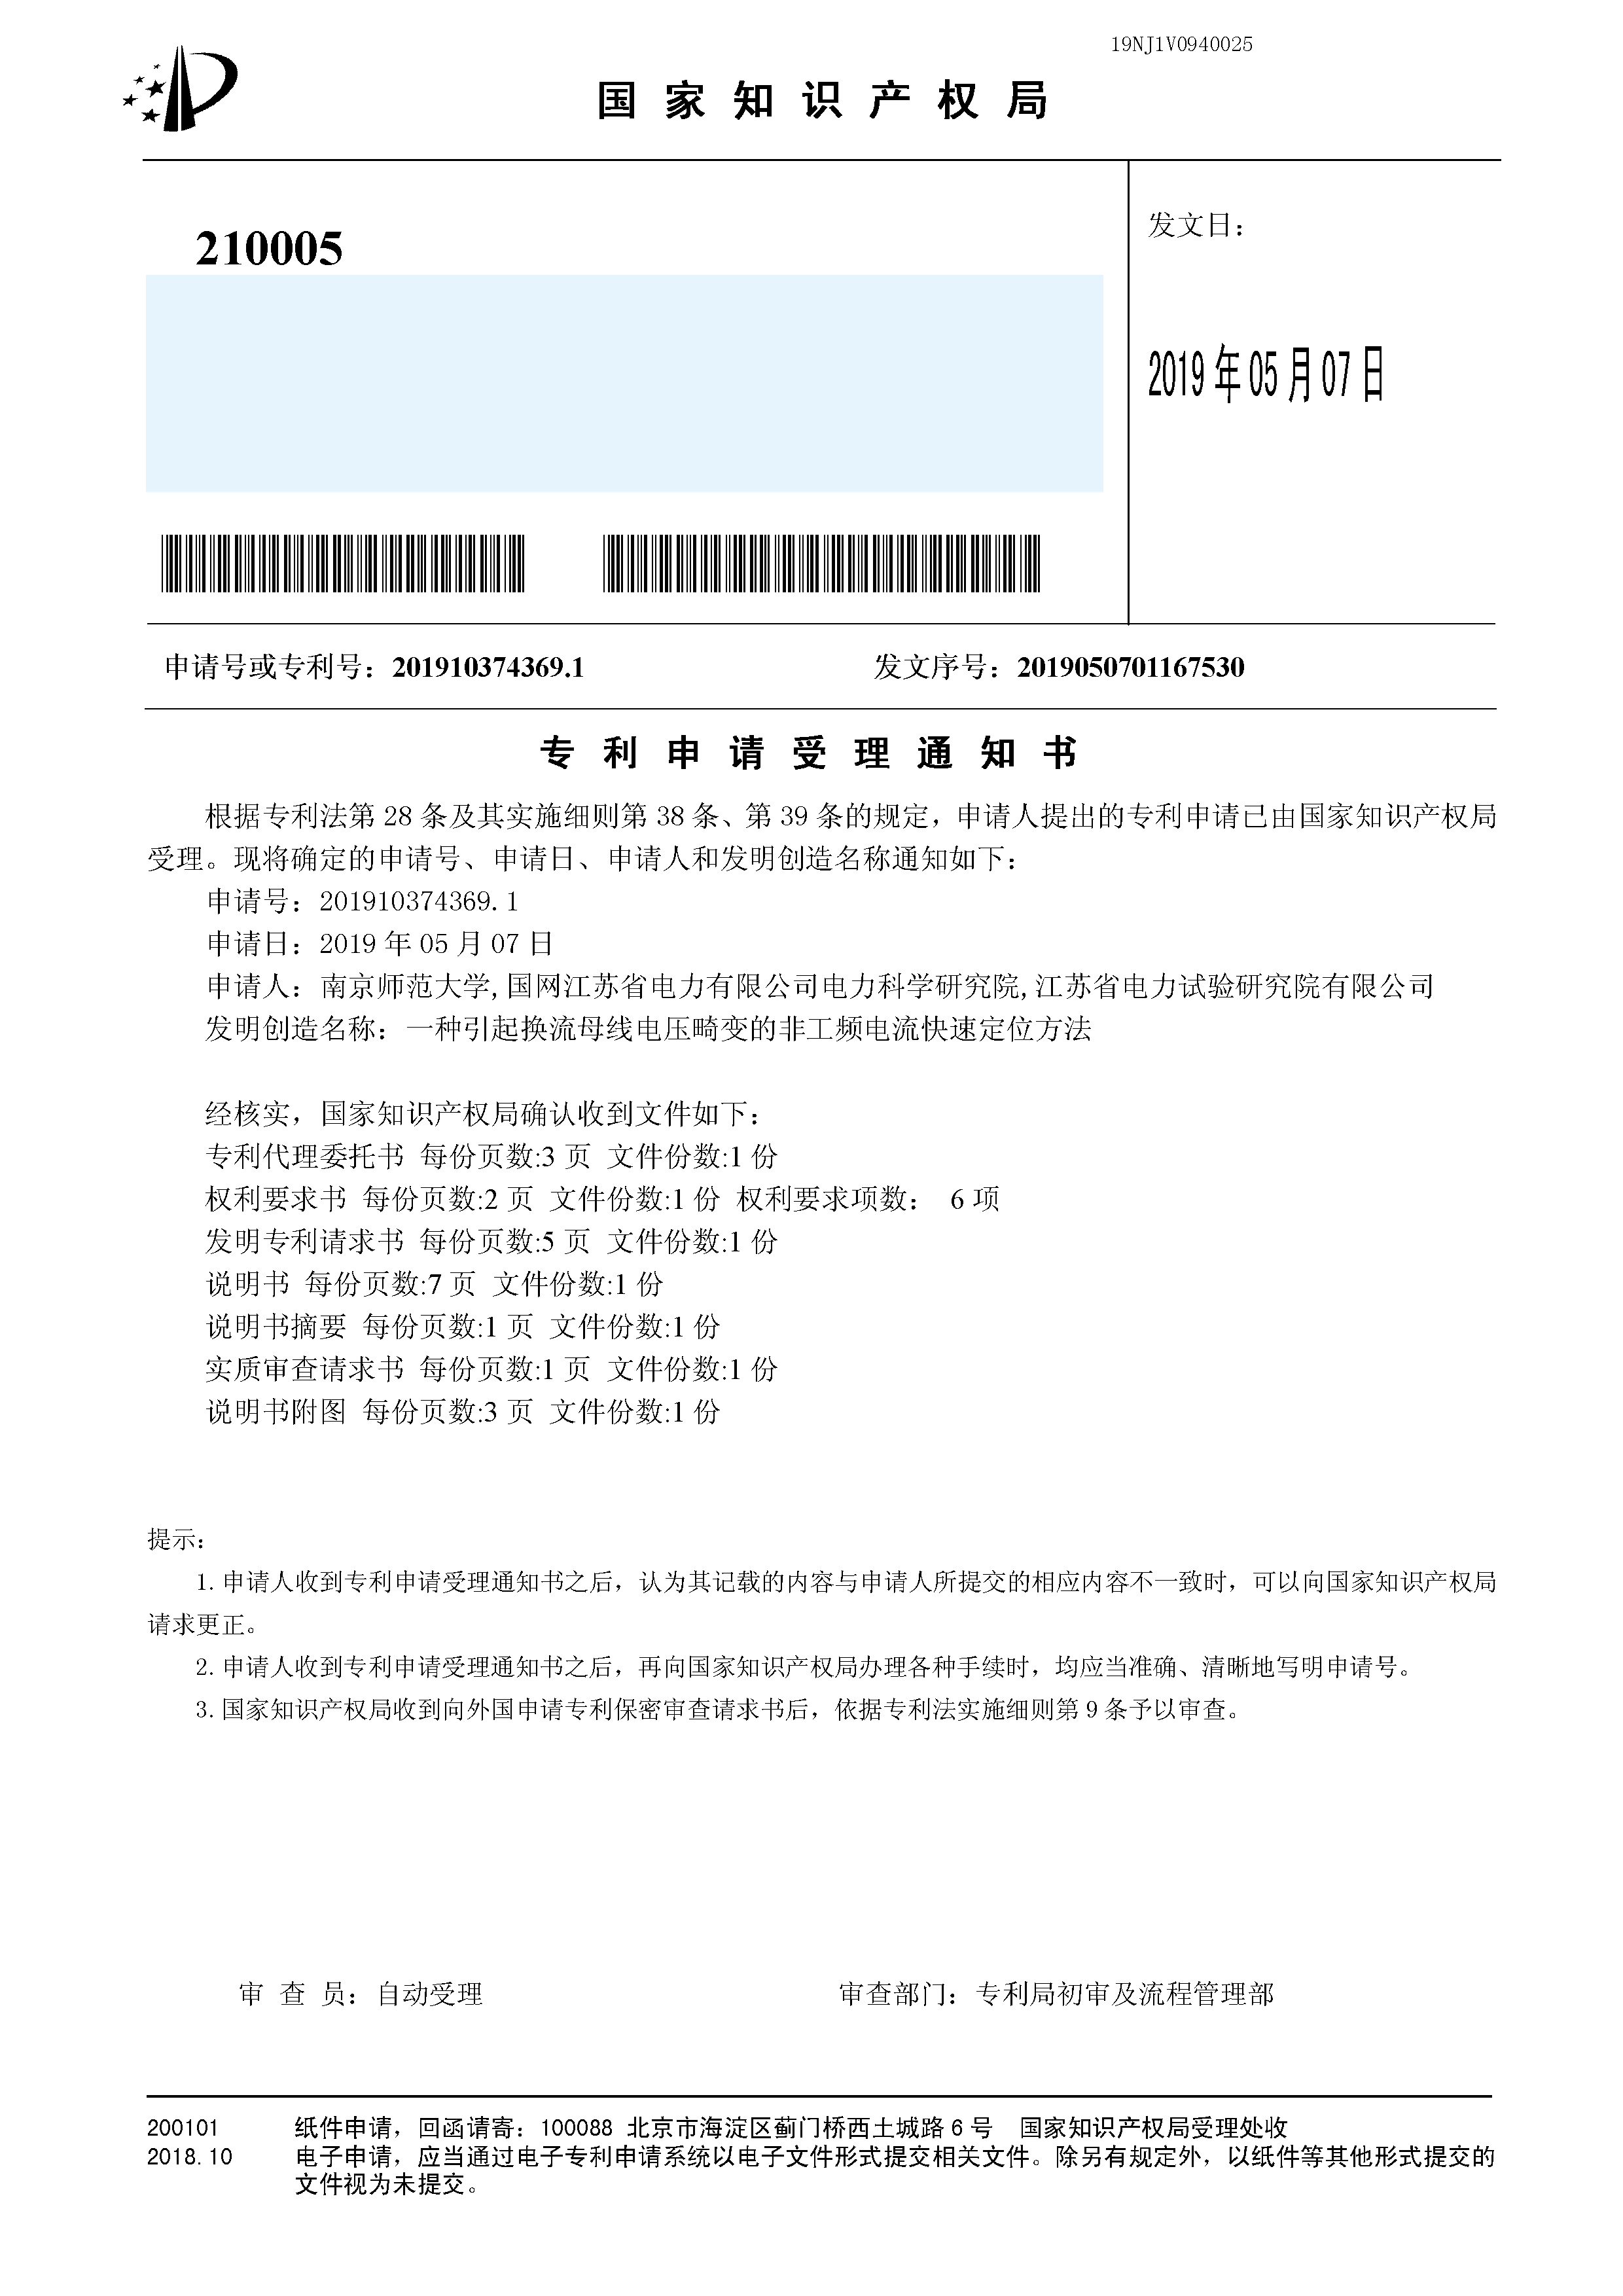 19NJ1V0940025
国家知识产权局
210005
发文日：
2019年05月07日
申请号或专利号：201910374369.1 发文序号：2019050701167530
专利申请受理通知书
根据专利法第28条及其实施细则第38条、第39条的规定，申请人提出的专利申请已由国家知识产权局
受理。现将确定的申请号、申请日、申请人和发明创造名称通知如下：
申请号：201910374369.1
申请日：2019年05月07日
申请人：南京师范大学,国网江苏省电力有限公司电力科学研究院,江苏省电力试验研究院有限公司
发明创造名称：一种引起换流母线电压畸变的非工频电流快速定位方法
经核实，国家知识产权局确认收到文件如下：
专利代理委托书 每份页数:3页 文件份数:1份
权利要求书 每份页数:2页 文件份数:1份 权利要求项数： 6项
发明专利请求书 每份页数:5页 文件份数:1份
说明书 每份页数:7页 文件份数:1份
说明书摘要 每份页数:1页 文件份数:1份
实质审查请求书 每份页数:1页 文件份数:1份
说明书附图 每份页数:3页 文件份数:1份
提示：
1.申请人收到专利申请受理通知书之后，认为其记载的内容与申请人所提交的相应内容不一致时，可以向国家知识产权局
请求更正。
2.申请人收到专利申请受理通知书之后，再向国家知识产权局办理各种手续时，均应当准确、清晰地写明申请号。
3.国家知识产权局收到向外国申请专利保密审查请求书后，依据专利法实施细则第9条予以审查。
审 查 员：自动受理 审查部门：专利局初审及流程管理部
200101 纸件申请，回函请寄：100088 北京市海淀区蓟门桥西土城路6号 国家知识产权局受理处收
2018.10 电子申请，应当通过电子专利申请系统以电子文件形式提交相关文件。除另有规定外，以纸件等其他形式提交的
文件视为未提交。